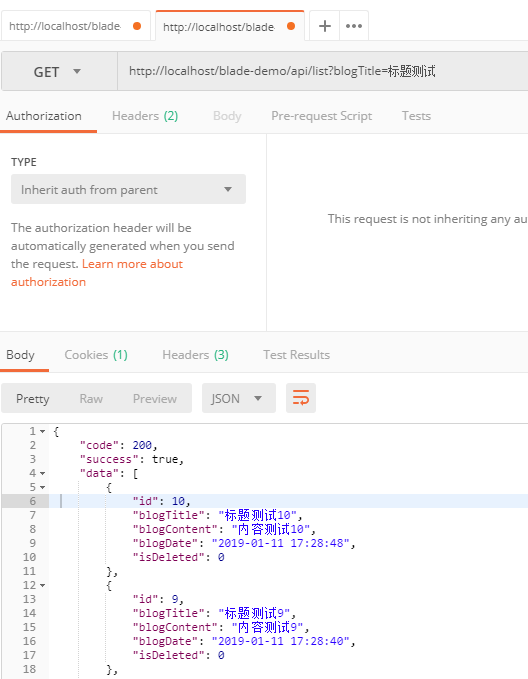 http://localhost/blade- http://localhost/blade-
GET http://localhost/blade-demo/api/list?blogTitle=标题测试
Authorization Headers (2) Body Pre-request Script Tests
TYPE
Inherit auth from parent
The authorization header will be
automatically generated when you send
the request. Learn more about
authorization
This request is not inheriting any au
Body Cookies (1) Headers (3) Test Results
Pretty Raw Preview JSON
1 {
2 "code": 200,
3 "success": true,
4 "data": [
5 {
6 "id": 10,
7 "blogTitle": "标题测试10",
8 "blogContent": "内容测试10",
9 "blogDate": "2019-01-11 17:28:48",
10 "isDeleted": 0
11 },
12 {
13 "id": 9,
14 "blogTitle": "标题测试9",
15 "blogContent": "内容测试9",
16 "blogDate": "2019-01-11 17:28:40",
17 "isDeleted": 0
18 },